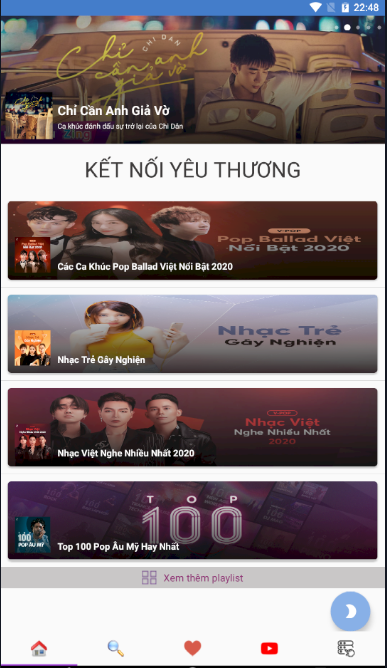 22:48
Chỉ
CHI DÂN
cần anh
giả vờ
Chỉ Cần Anh Giả Vờ
Ca khúc đánh dấu sự trở lại của Chi Dân
KẾT NỐI YÊU THƯƠNG
V-POP
Pop Ballad Việt
Nổi Bật 2020
Các Ca Khúc Pop Ballad Việt Nổi Bật 2020
Nhạc Trẻ
Gây Nghiện
Nhạc Trẻ Gây Nghiện
V-POP
Nhạc Việt
Nghe Nhiều Nhất
2020
Nhạc Việt Nghe Nhiều Nhất 2020
TOP
100
100
POP ÂU MỸ
Top 100 Pop Âu Mỹ Hay Nhất
Xem thêm playlist